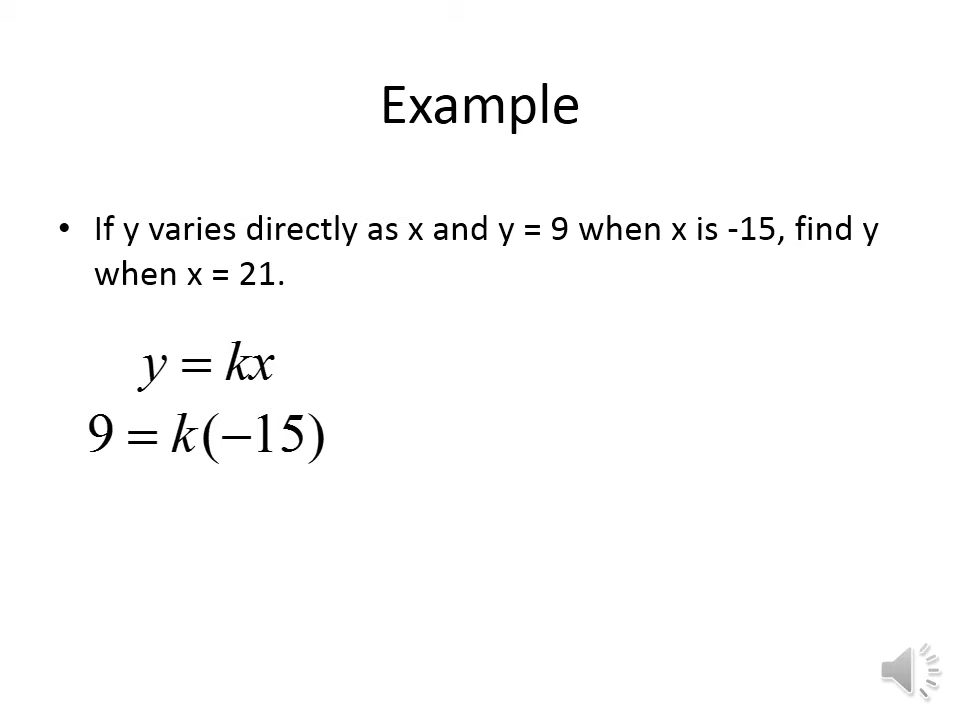 Example
• If y varies directly as x and y = 9 when x is -15, find y
when x = 21.
y = kx
9 = k(−15)